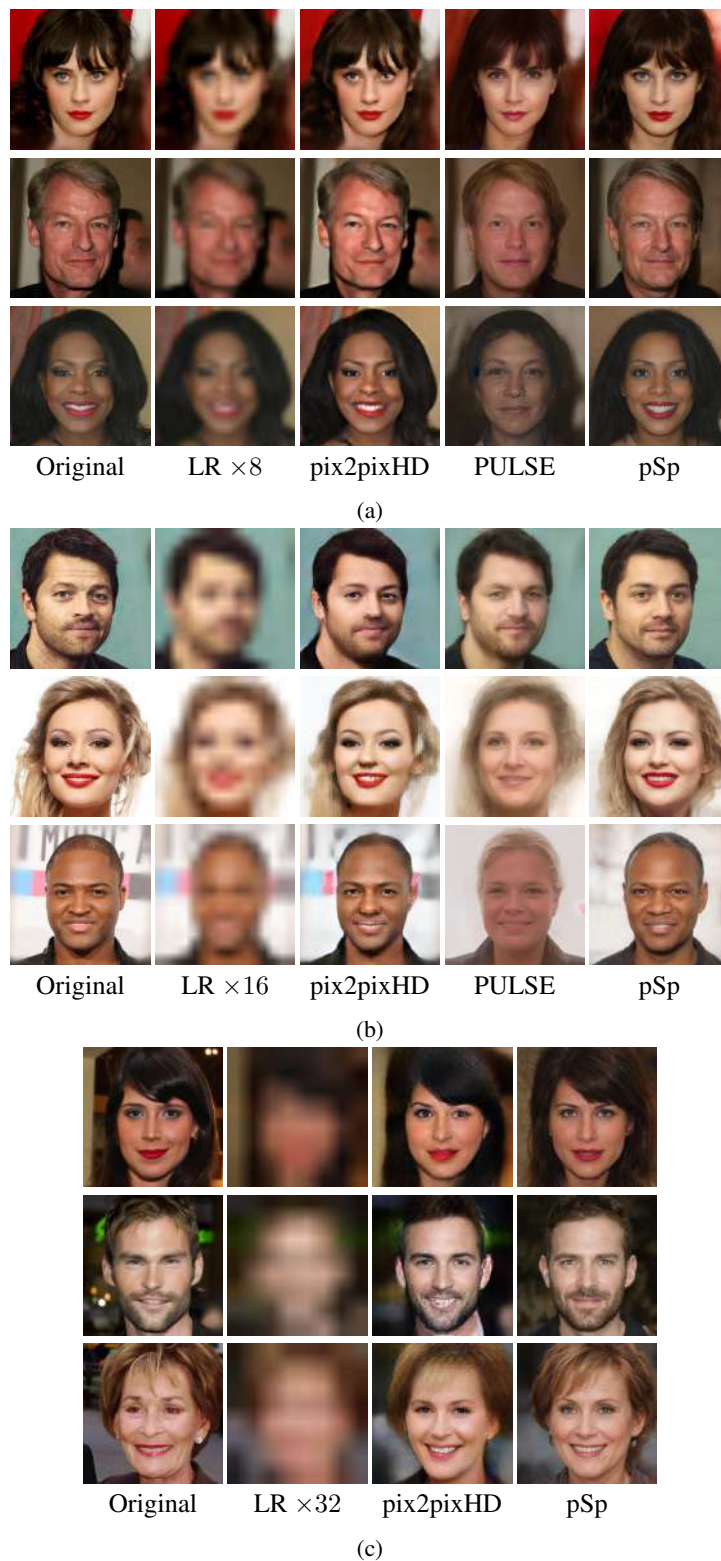 Original LR ×8 pix2pixHD PULSE pSp
(a)
Original LR ×16 pix2pixHD PULSE pSp
(b)
Original LR ×32 pix2pixHD pSp
(c)